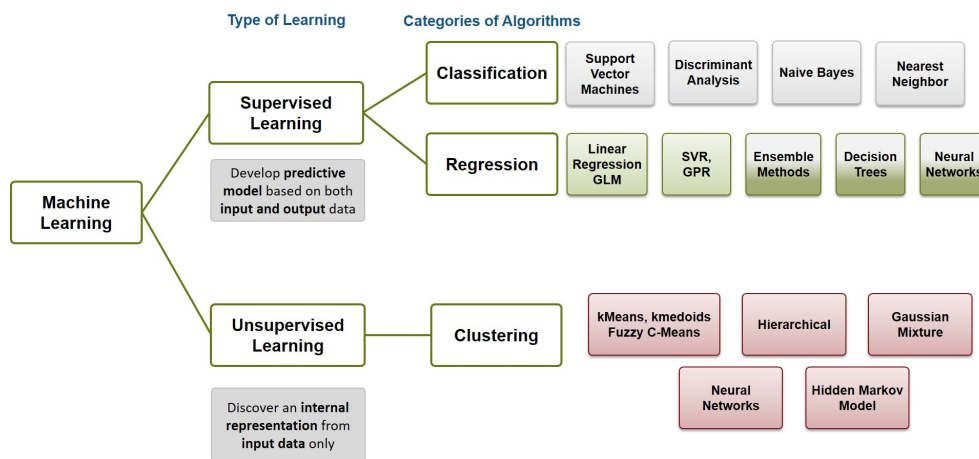 Type of Learning
Categories of Algorithms
Machine
Learning
Supervised
Learning
Develop predictive
model based on both
input and output data
Classification
Support
Vector
Machines
Discriminant
Analysis
Naive Bayes
Nearest
Neighbor
Regression
Linear
Regression
GLM
SVR,
GPR
Ensemble
Methods
Decision
Trees
Neural
Networks
Unsupervised
Learning
Discover an internal
representation from
input data only
Clustering
kMeans, kmedoids
Fuzzy C-Means
Hierarchical
Gaussian
Mixture
Neural
Networks
Hidden Markov
Model